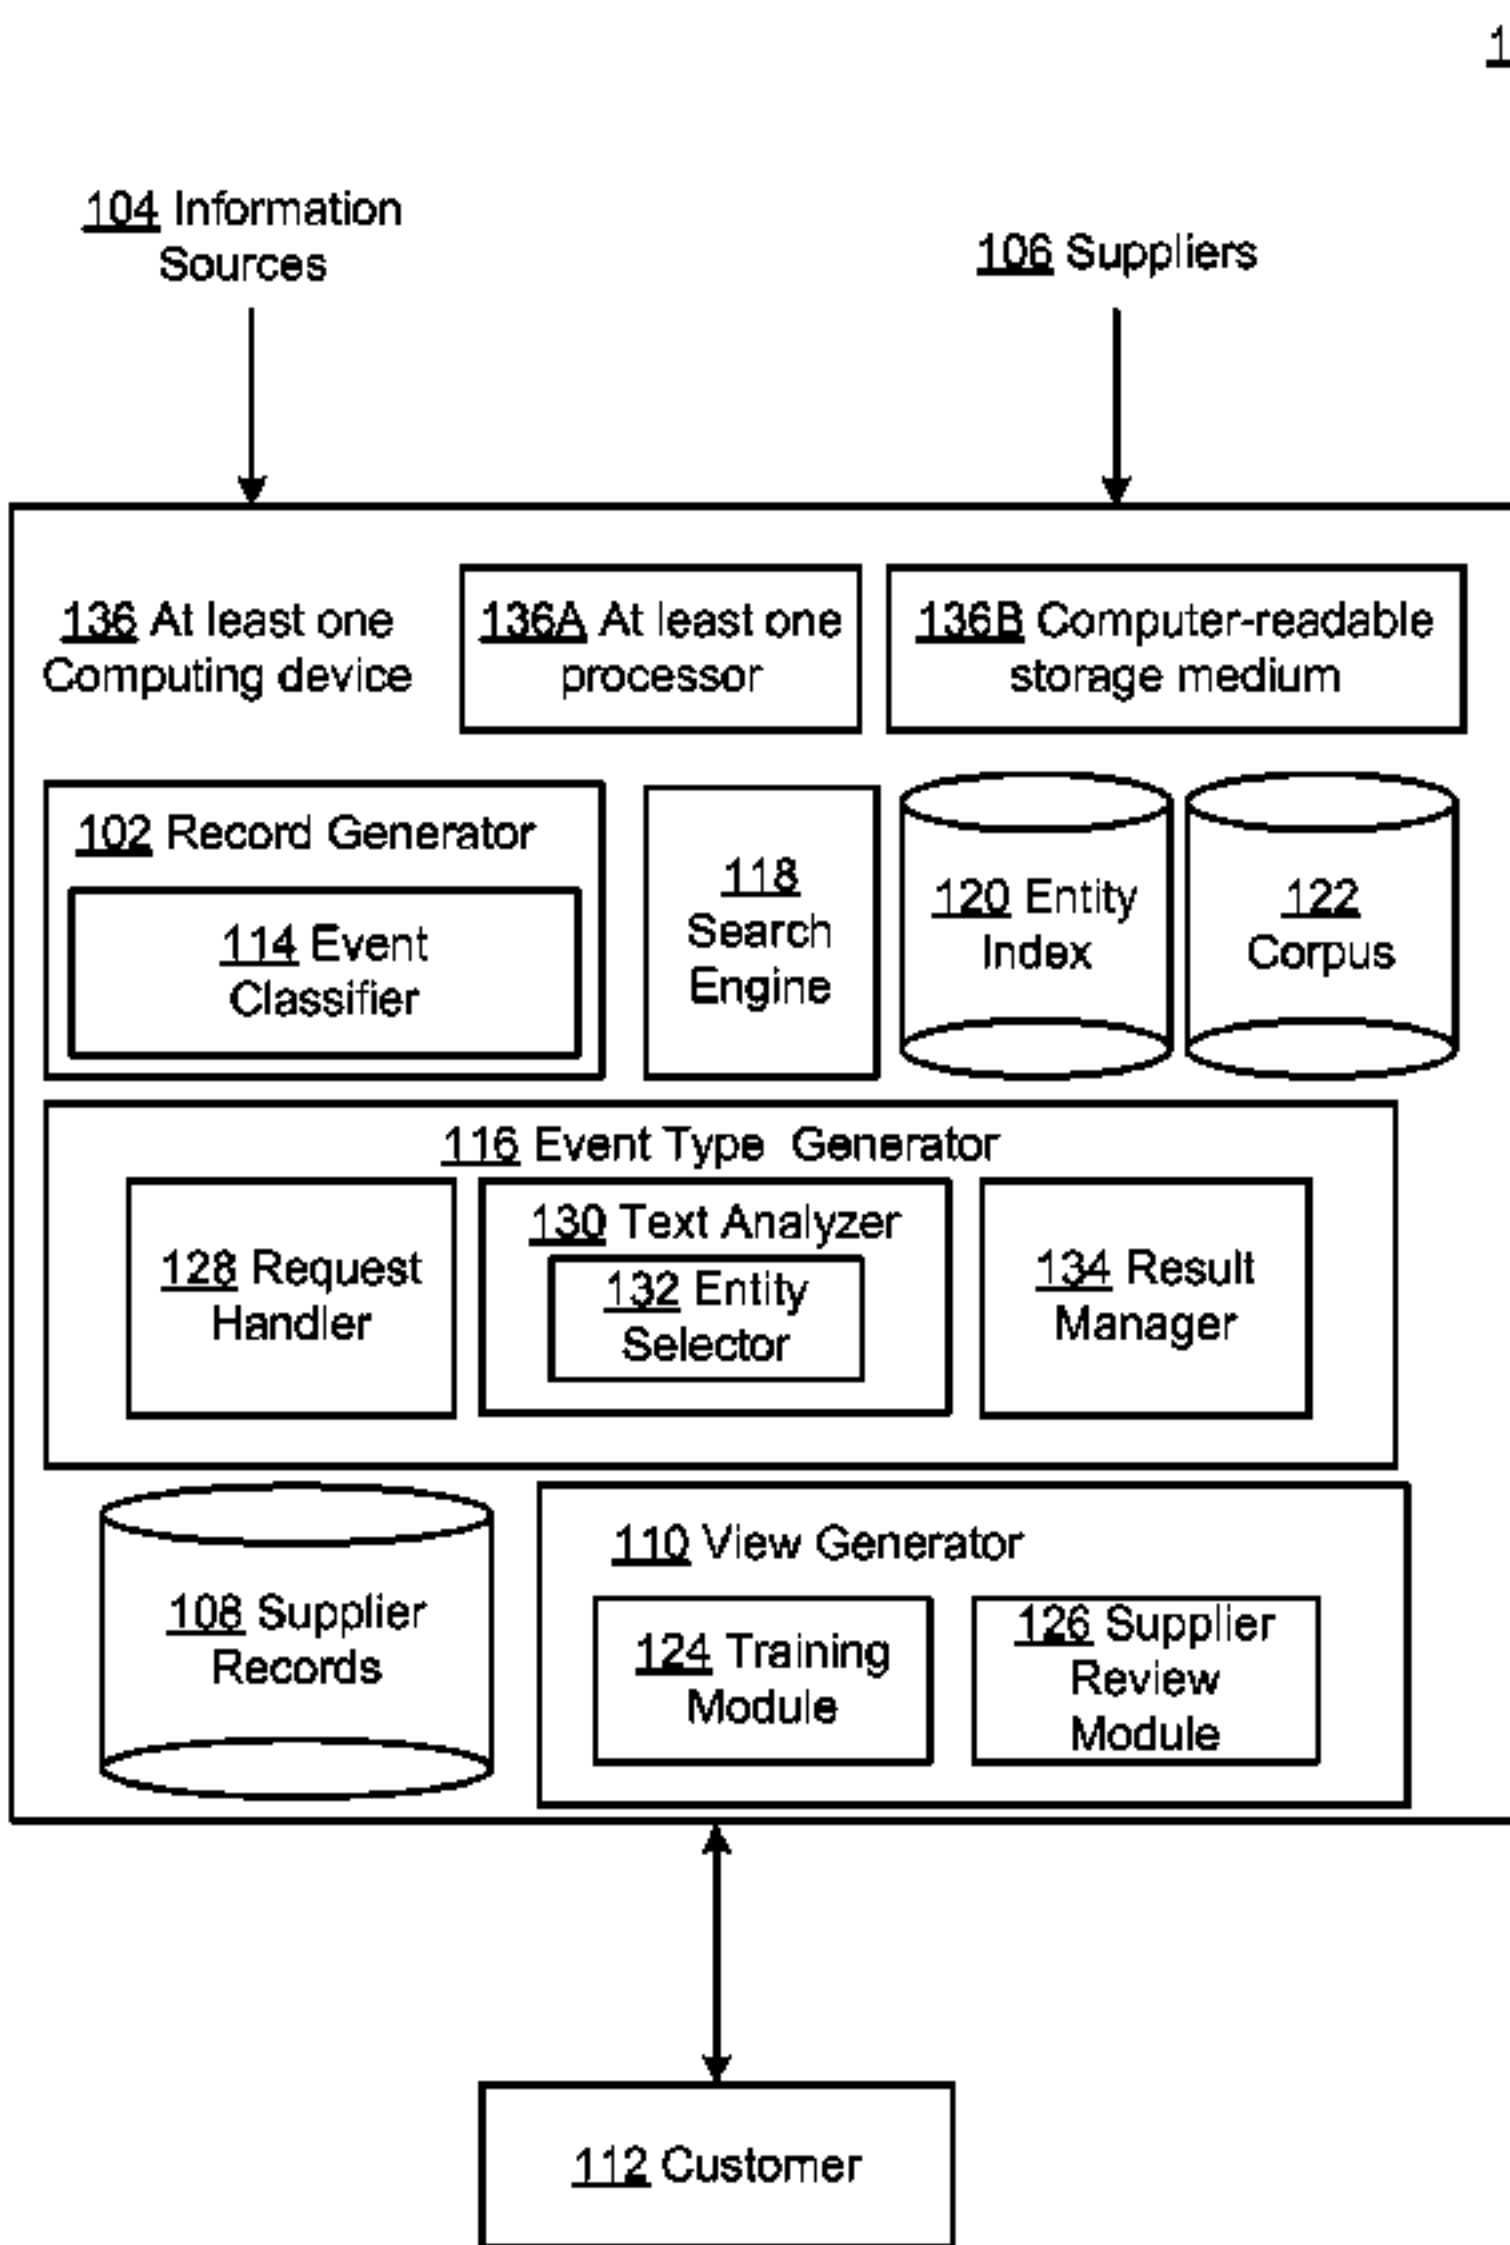 1
104 Information
Sources
106 Suppliers
136 At least one
Computing device
136A At least one
processor
136B Computer-readable
storage medium
102 Record Generator
114 Event
Classifier
118
Search
Engine
120 Entity
Index
122
Corpus
116 Event Type Generator
128 Request
Handler
130 Text Analyzer
132 Entity
Selector
134 Result
Manager
108 Supplier
Records
110 View Generator
124 Training
Module
126 Supplier
Review
Module
112 Customer